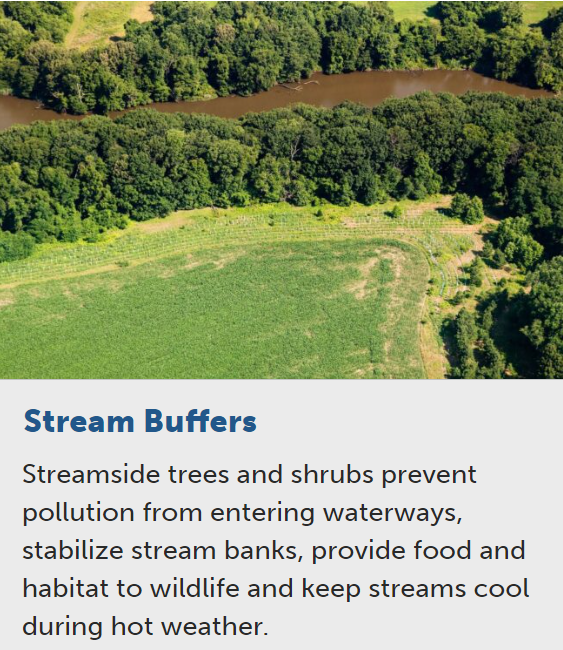 Stream Buffers
Streamside trees and shrubs prevent
pollution from entering waterways,
stabilize stream banks, provide food and
habitat to wildlife and keep streams cool
during hot weather.